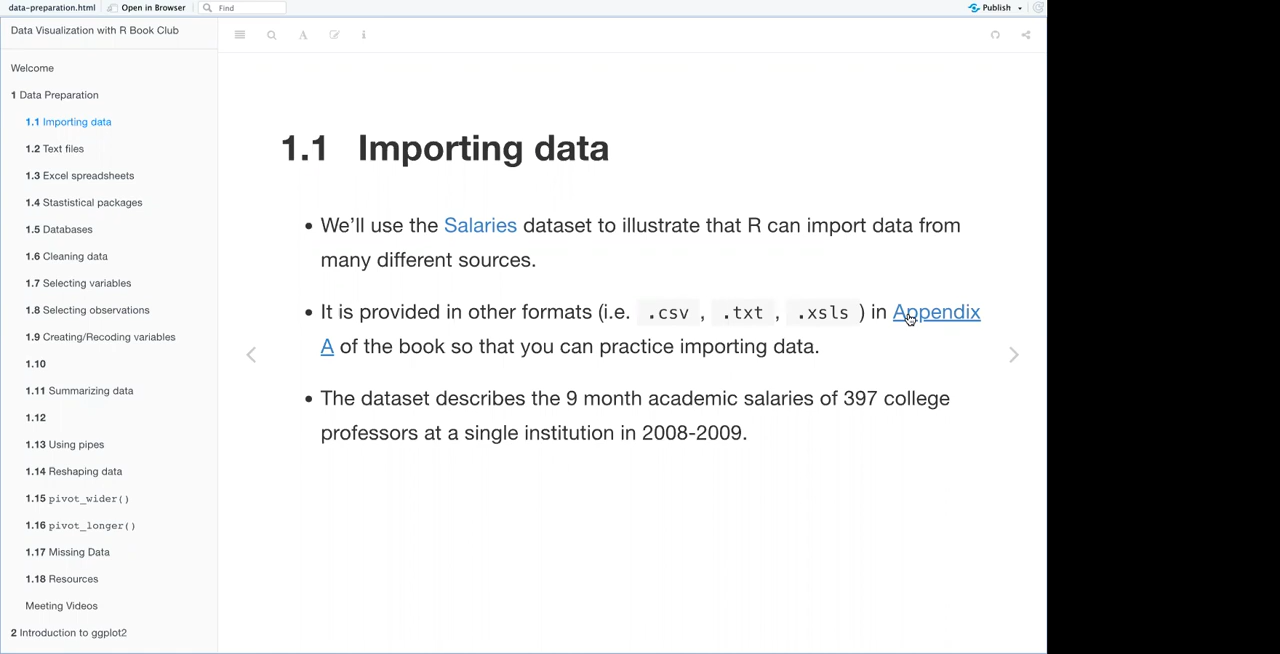 data-preparation.html Open in Browser Find Publish
Data Visualization with R Book Club
Welcome
1 Data Preparation
1.1 Importing data
1.2 Text files
1.3 Excel spreadsheets
1.4 Stastistical packages
1.5 Databases
1.6 Cleaning data
1.7 Selecting variables
1.8 Selecting observations
1.9 Creating/Recoding variables
1.10
1.11 Summarizing data
1.12
1.13 Using pipes
1.14 Reshaping data
1.15 pivot_wider()
1.16 pivot_longer()
1.17 Missing Data
1.18 Resources
Meeting Videos
2 Introduction to ggplot2
1.1 Importing data
• We'll use the Salaries dataset to illustrate that R can import data from
many different sources.
• It is provided in other formats (i.e. .csv , .txt , .xsls ) in Appendix
A of the book so that you can practice importing data.
• The dataset describes the 9 month academic salaries of 397 college
professors at a single institution in 2008-2009.